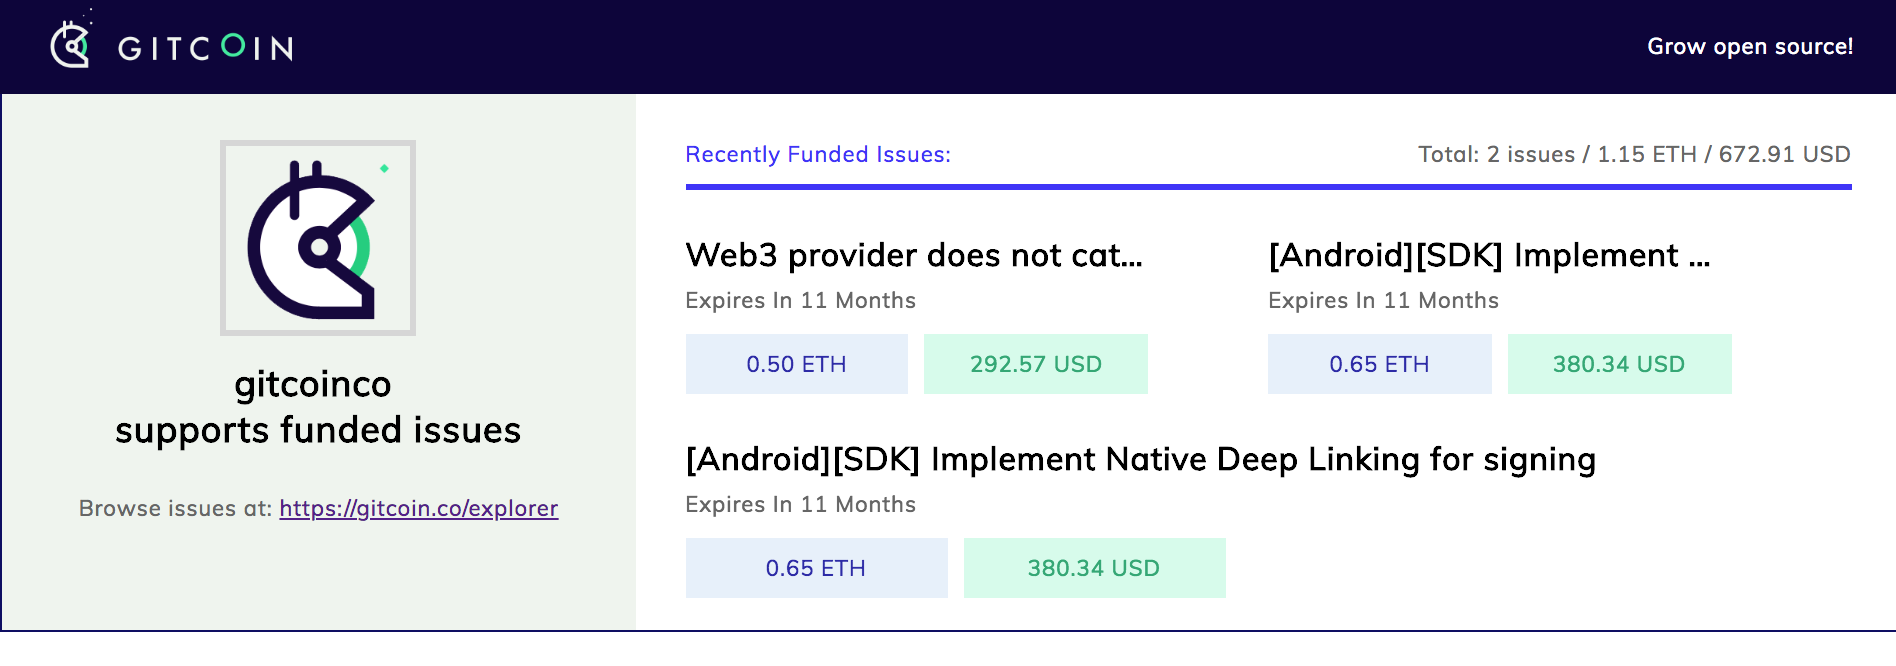 GITCOIN
Grow open source!
gitcoinco
supports funded issues
Browse issues at: https://gitcoin.co/explorer
Recently Funded Issues:
Total: 2 issues / 1.15 ETH / 672.91 USD
Web3 provider does not cat...
Expires In 11 Months
0.50 ETH
292.57 USD
[Android][SDK] Implement ...
Expires In 11 Months
0.65 ETH
380.34 USD
[Android][SDK] Implement Native Deep Linking for signing
Expires In 11 Months
0.65 ETH
380.34 USD